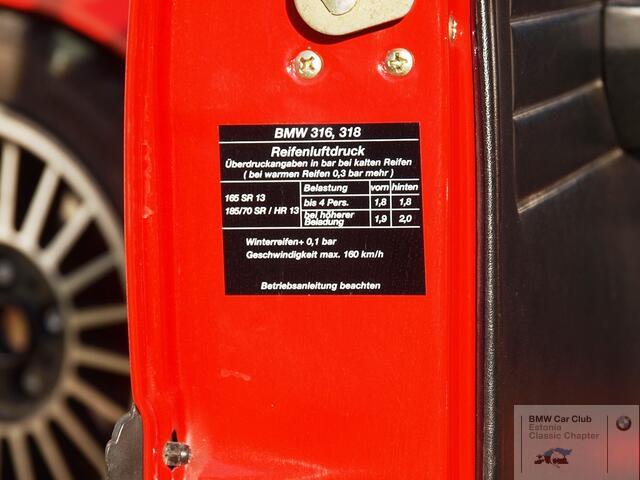 BMW 316, 318
Reifenluftdruck
Überdruckangaben in bar bei kalten Reifen
( bei warmen Reifen 0,3 bar mehr )
Belastung vorn hinten
165 SR 13
bis 4 Pers. 1,8 1,8
185/70 SR / HR 13
bei höherer
Beladung 1,9 2,0
Winterreifen+ 0,1 bar
Geschwindigkeit max. 160 km/h
Betriebsanleitung beachten
BMW Car Club
Estonia
Classic Chapter